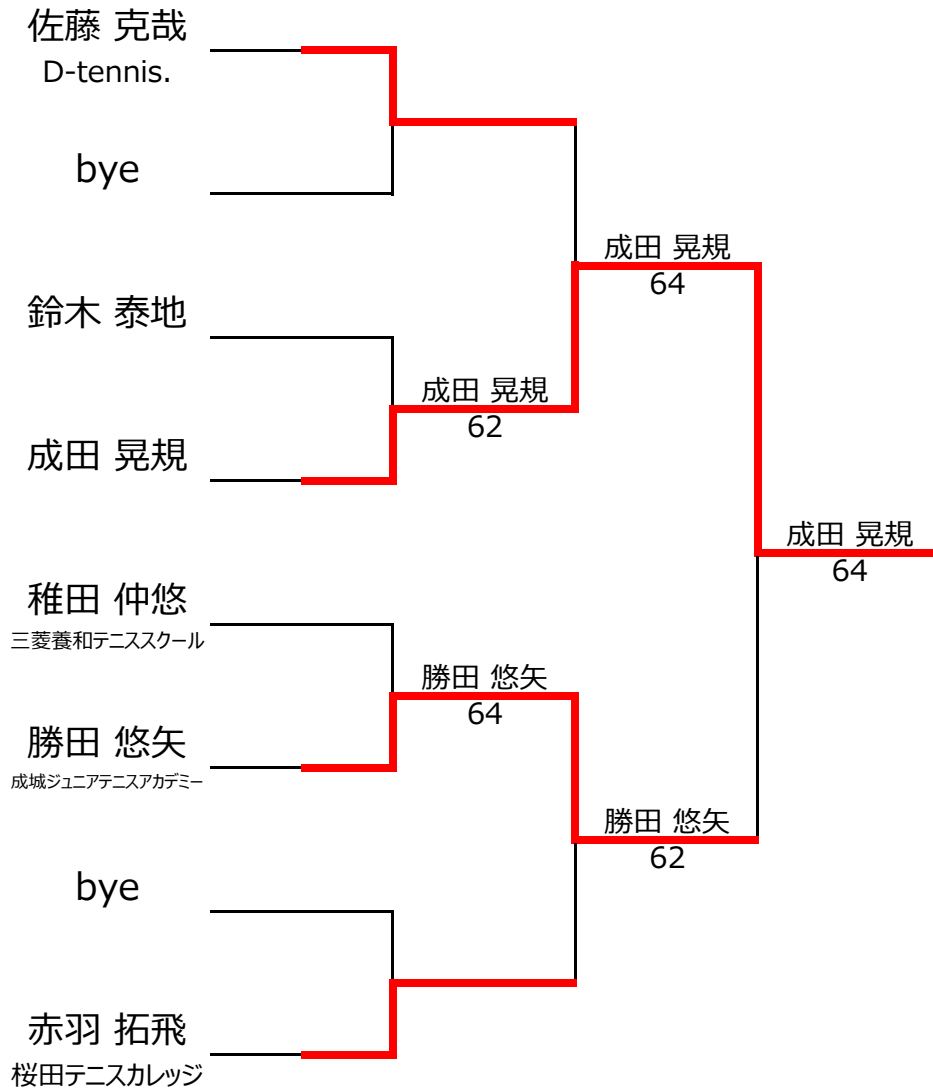 佐藤 克哉
D-tennis.
bye
鈴木 泰地
成田 晃規
稚田 仲悠
三菱養和テニススクール
勝田 悠矢
成城ジュニアテニスアカデミー
bye
赤羽 拓飛
桜田テニスカレッジ
成田 晃規
62
勝田 悠矢
64
成田 晃規
64
勝田 悠矢
62
成田 晃規
64